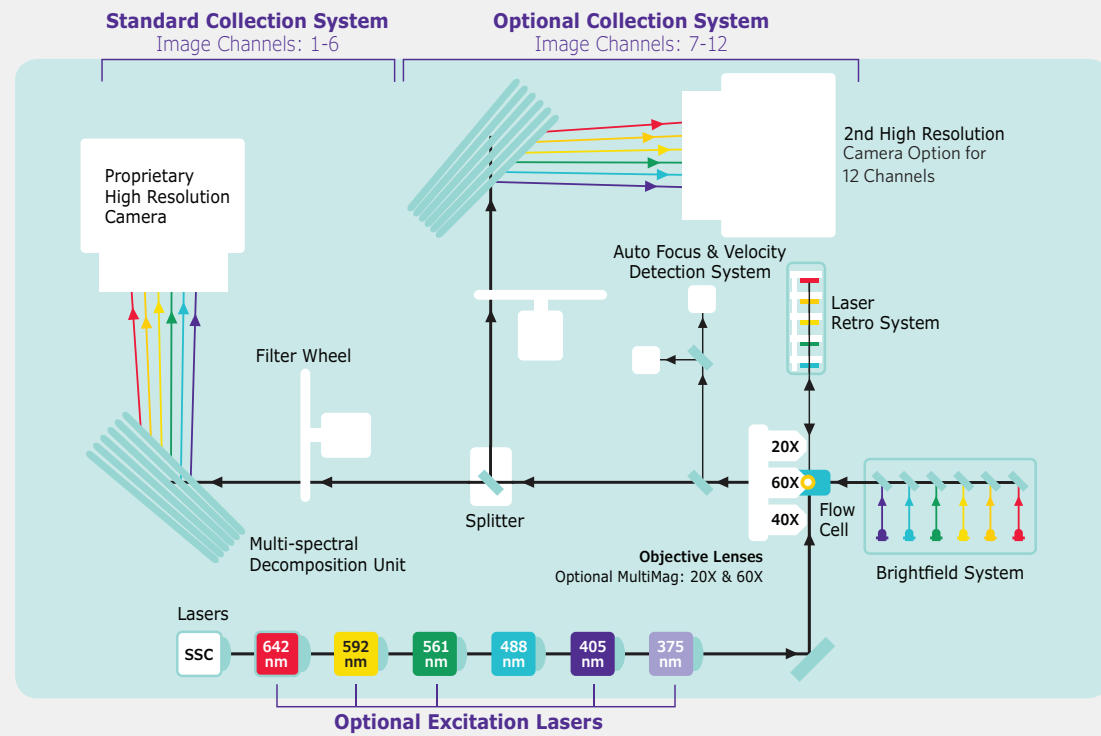 Standard Collection System
Image Channels: 1-6
Optional Collection System
Image Channels: 7-12
Proprietary
High Resolution
Camera
2nd High Resolution
Camera Option for
12 Channels
Auto Focus & Velocity
Detection System
Laser
Retro System
Filter Wheel
20X
60X
40X
Splitter
Flow
Cell
Multi-spectral
Decomposition Unit
Objective Lenses
Optional MultiMag: 20X & 60X
Brightfield System
Lasers
SSC
642
nm
592
nm
561
nm
488
nm
405
nm
375
nm
Optional Excitation Lasers